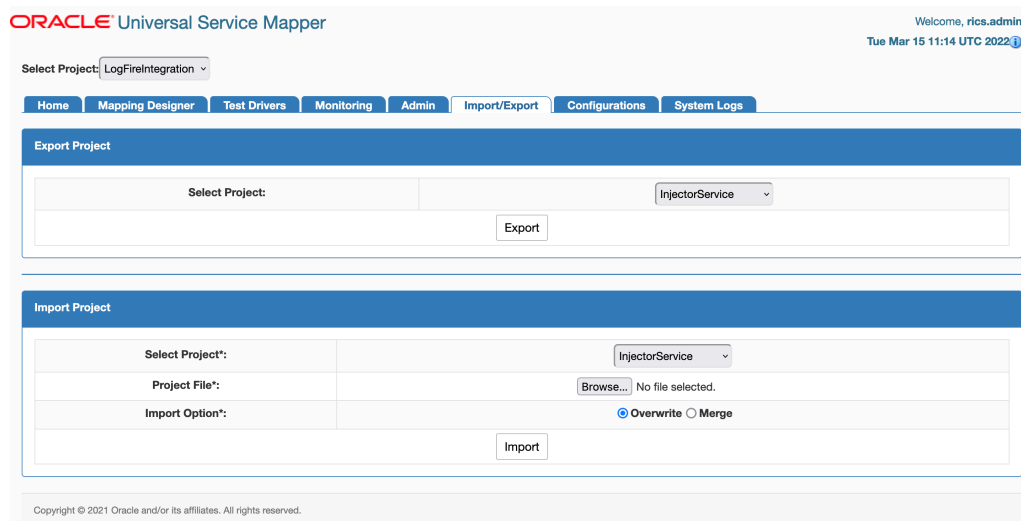 ORACLE® Universal Service Mapper
Welcome, rics.admin
Tue Mar 15 11:14 UTC 2022
Select Project: LogFireIntegration
Home Mapping Designer Test Drivers Monitoring Admin Import/Export Configurations System Logs
Export Project
Select Project: InjectorService
Export
Import Project
Select Project*: InjectorService
Project File*: Browse... No file selected.
Import Option*: Overwrite Merge
Import
Copyright © 2021 Oracle and/or its affiliates. All rights reserved.